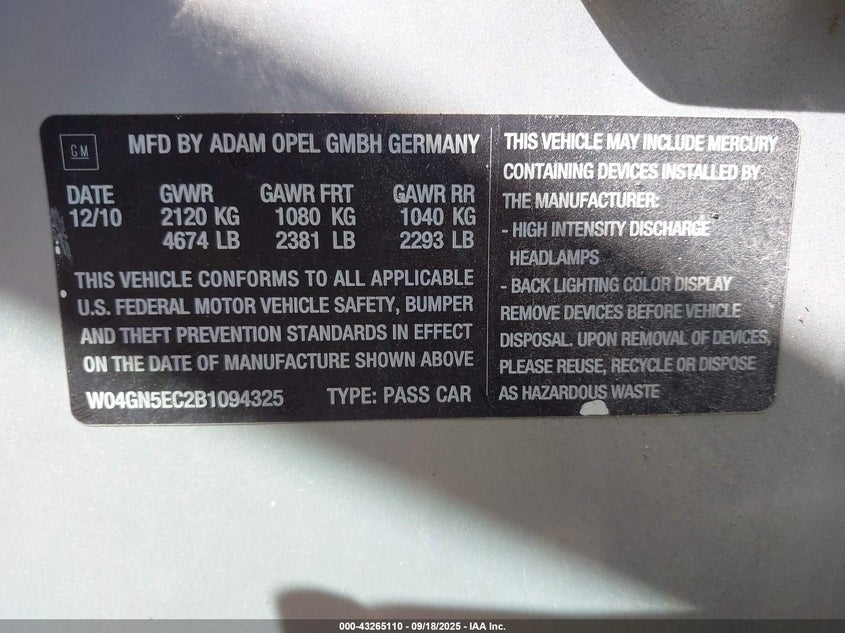 GM
MFD BY ADAM OPEL GMBH GERMANY
DATE GVWR GAWR FRT GAWR RR
12/10 2120 KG 1080 KG 1040 KG
4674 LB 2381 LB 2293 LB
THIS VEHICLE CONFORMS TO ALL APPLICABLE
U.S. FEDERAL MOTOR VEHICLE SAFETY, BUMPER
AND THEFT PREVENTION STANDARDS IN EFFECT
ON THE DATE OF MANUFACTURE SHOWN ABOVE
W04GN5EC2B1094325 TYPE: PASS CAR
THIS VEHICLE MAY INCLUDE MERCURY
CONTAINING DEVICES INSTALLED BY
THE MANUFACTURER:
- HIGH INTENSITY DISCHARGE
HEADLAMPS
- BACK LIGHTING COLOR DISPLAY
REMOVE DEVICES BEFORE VEHICLE
DISPOSAL. UPON REMOVAL OF DEVICES,
PLEASE REUSE, RECYCLE OR DISPOSE
AS HAZARDOUS WASTE
000-43265110 - 09/18/2025 - IAA Inc.